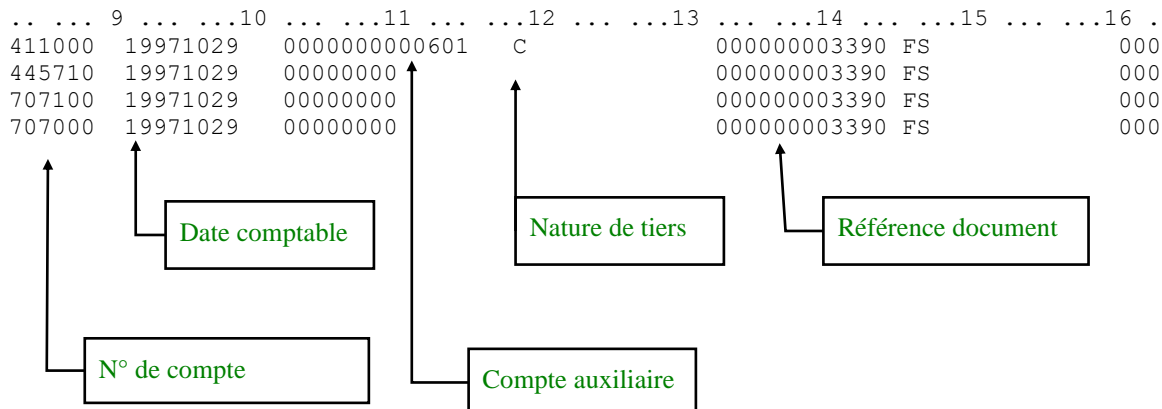 .. ... ... 9 ... ...10 ... ... ...11 ... ... ...12 ... ... ...13 ... ... ...14 ... ... ...15 ... ... ...16 .
411000 19971029 0000000000601 C 000000003390 FS 000
445710 19971029 00000000 000000003390 FS 000
707100 19971029 00000000 000000003390 FS 000
707000 19971029 00000000 000000003390 FS 000
Date comptable
Nature de tiers
Référence document
N° de compte
Compte auxiliaire